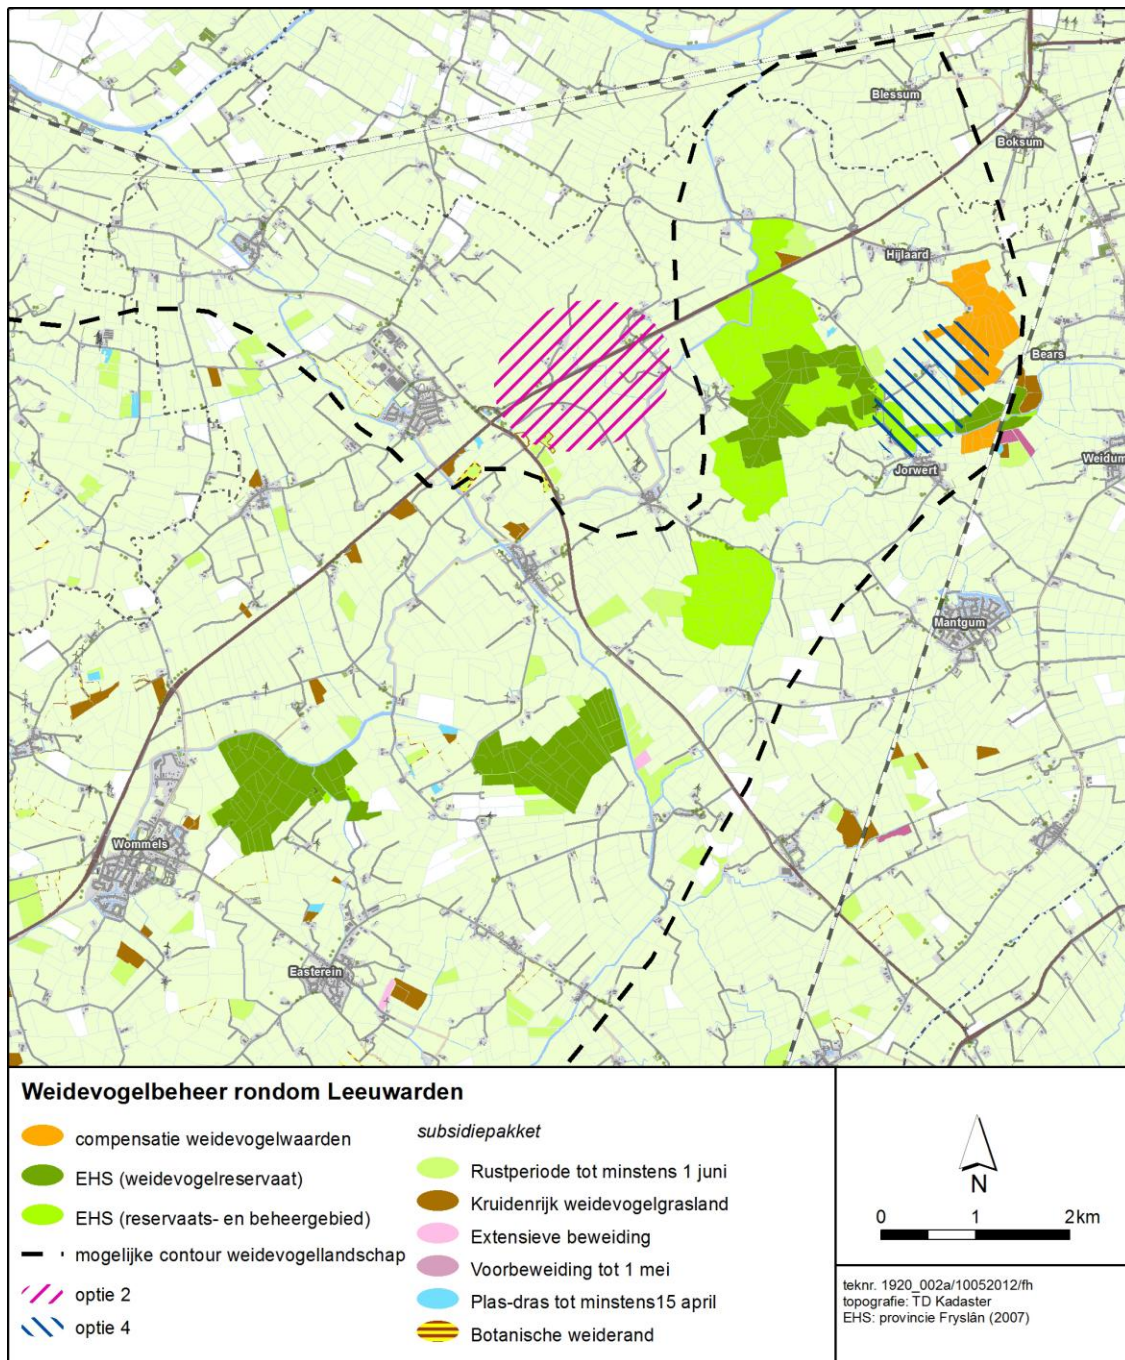 Blessum
Boksum
Hijlaard
Bears
Jorwert
Weidum
Mantgum
Wommels
Easterein
Weidevogelbeheer rondom Leeuwarden
compensatie weidevogelwaarden
EHS (weidevogelreservaat)
EHS (reservaats- en beheergebied)
mogelijke contour weidevogellandschap
optie 2
optie 4
subsidiepakket
Rustperiode tot minstens 1 juni
Kruidenrijk weidevogelgrasland
Extensieve beweiding
Voorbeweiding tot 1 mei
Plas-dras tot minstens15 april
Botanische weiderand
N
0 1 2km
teknr. 1920_002a/10052012/fh
topografie: TD Kadaster
EHS: provincie Fryslân (2007)